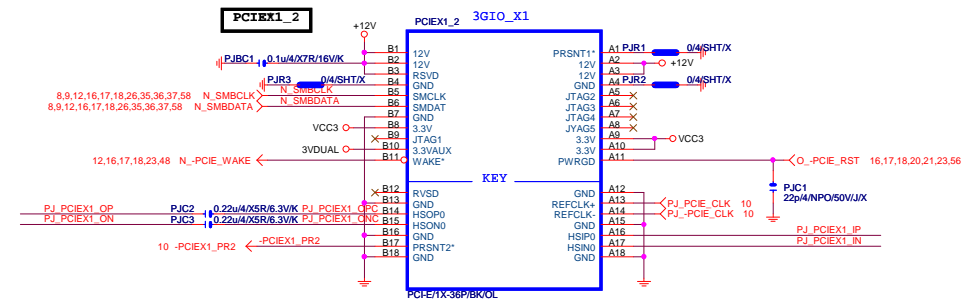 PCIEX1_2
PCIEX1_2 3GIO_X1
+12V
B1 12V PRSNT1* A1 PJR1 0/4/SHT/X
PJBC1 0.1u/4/X7R/16V/K B2 12V 12V A2 +12V
B3 RSVD 12V A3
PJR3 0/4/SHT/X B4 GND GND A4 PJR2 0/4/SHT/X
8,9,12,16,17,18,26,35,36,37,58 N_SMBCLK N_SMBCLK B5 SMCLK JTAG2 A5
8,9,12,16,17,18,26,35,36,37,58 N_SMBDATA N_SMBDATA B6 SMDAT JTAG3 A6
B7 GND JTAG4 A7
VCC3 B8 3.3V JYAG5 A8
B9 JTAG1 3.3V A9 VCC3
3VDUAL B10 3.3VAUX 3.3V A10
12,16,17,18,23,48 N_-PCIE_WAKE B11 WAKE* PWRGD A11 O_-PCIE_RST 16,17,18,20,21,23,56
KEY
PJC1
22p/4/NPO/50V/J/X
B12 RVSD GND A12
B13 GND REFCLK+ A13 PJ_PCIE_CLK 10
PJ_PCIEX1_OP PJC2 0.22u/4/X5R/6.3V/K PJ_PCIEX1_OPC B14 HSOP0 REFCLK- A14 PJ_-PCIE_CLK 10
PJ_PCIEX1_ON PJC3 0.22u/4/X5R/6.3V/K PJ_PCIEX1_ONC B15 HSON0 GND A15
B16 GND HSIP0 A16 PJ_PCIEX1_IP
10 -PCIEX1_PR2 -PCIEX1_PR2 B17 PRSNT2* HSIN0 A17 PJ_PCIEX1_IN
B18 GND GND A18
PCI-E/1X-36P/BK/OL